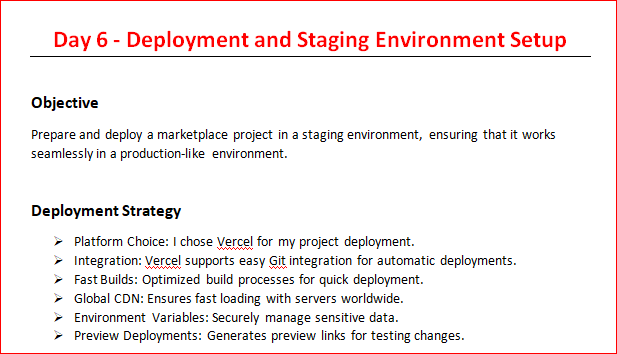 Day 6 - Deployment and Staging Environment Setup
Objective
Prepare and deploy a marketplace project in a staging environment, ensuring that it works
seamlessly in a production-like environment.
Deployment Strategy
➢ Platform Choice: I chose Vercel for my project deployment.
➢ Integration: Vercel supports easy Git integration for automatic deployments.
➢ Fast Builds: Optimized build processes for quick deployment.
➢ Global CDN: Ensures fast loading with servers worldwide.
➢ Environment Variables: Securely manage sensitive data.
➢ Preview Deployments: Generates preview links for testing changes.